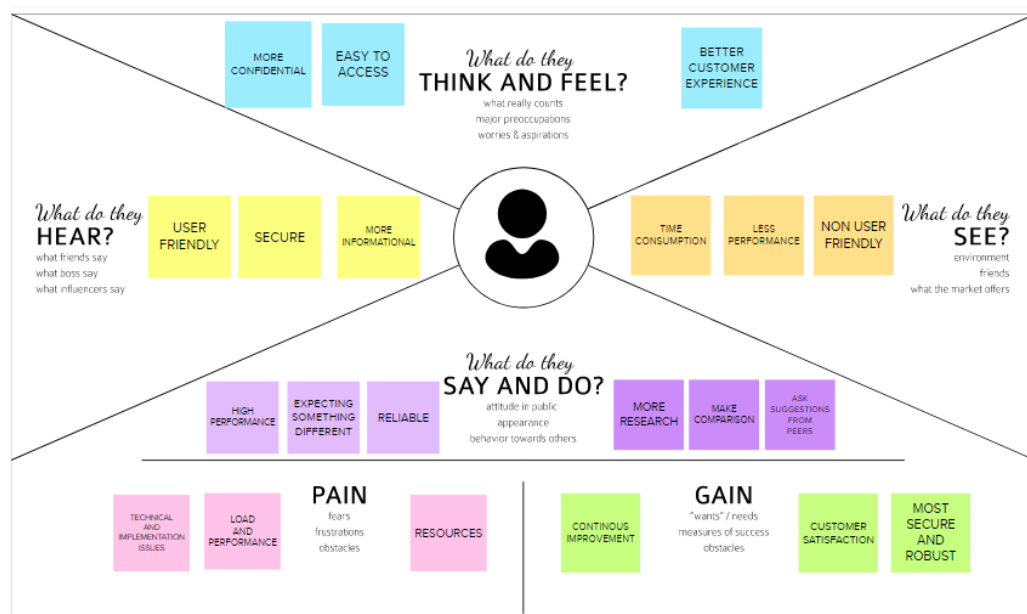 MORE
CONFIDENTIAL
EASY TO
ACCESS
What do they
THINK AND FEEL?
what really counts
major preoccupations
worries & aspirations
BETTER
CUSTOMER
EXPERIENCE
What do they
HEAR?
what friends say
what boss say
what influencers say
USER
FRIENDLY
SECURE
MORE
INFORMATIONAL
TIME
CONSUMPTION
LESS
PERFORMANCE
NON USER
FRIENDLY
What do they
SEE?
environment
friends
what the market offers
What do they
SAY AND DO?
attitude in public
appearance
behavior towards others
HIGH
PERFORMANCE
EXPECTING
SOMETHING
DIFFERENT
RELIABLE
MORE
RESEARCH
MAKE
COMPARISON
ASK
SUGGESTIONS
FROM
PEERS
PAIN
fears
frustrations
obstacles
TECHNICAL
AND
IMPLEMENTATION
ISSUES
LOAD
AND
PERFORMANCE
RESOURCES
GAIN
"wants" / needs
measures of success
obstacles
CONTINOUS
IMPROVEMENT
CUSTOMER
SATISFACTION
MOST
SECURE
AND
ROBUST